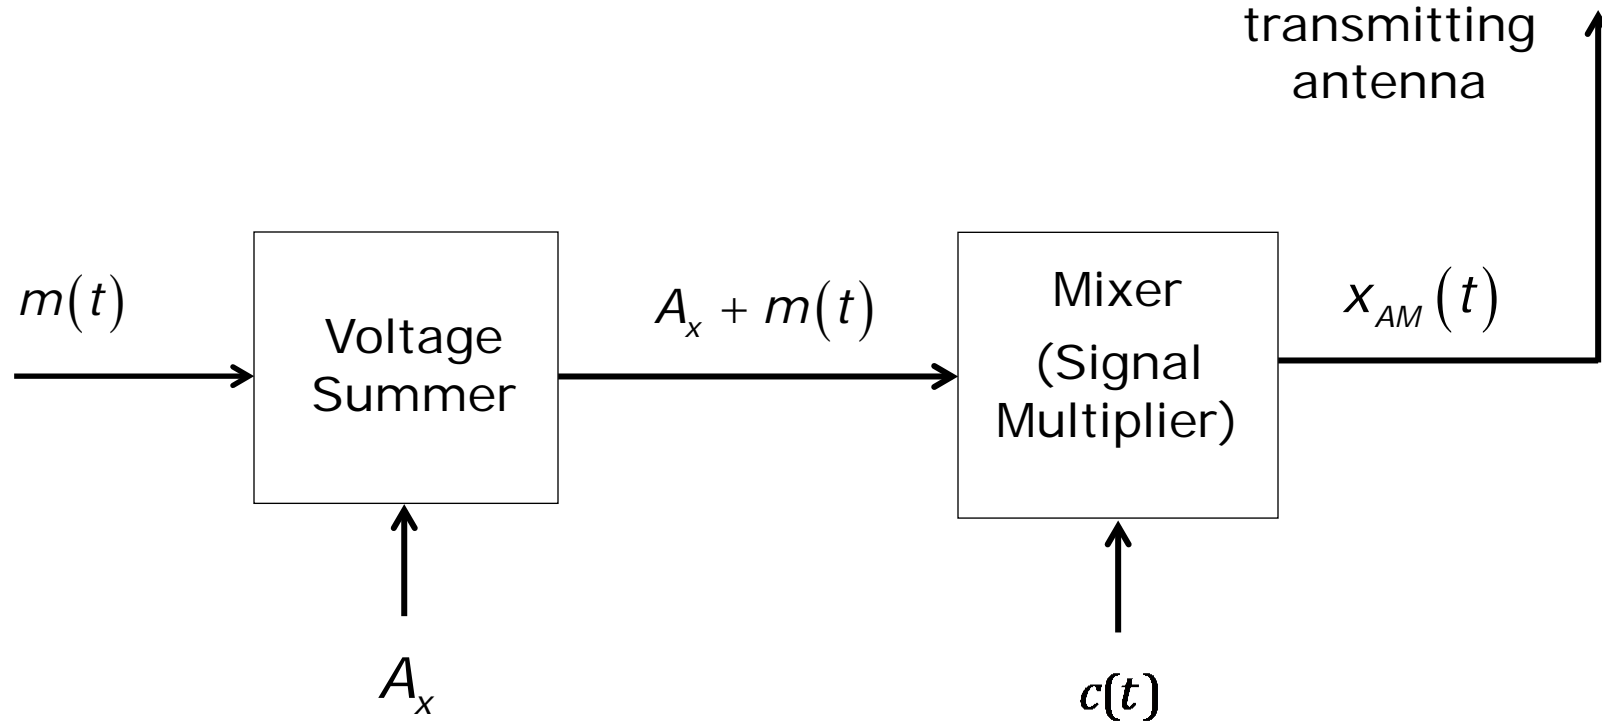 transmitting
antenna
m(t)
Voltage
Summer
A_x + m(t)
Mixer
(Signal
Multiplier)
x_AM (t)
A_x
c(t)